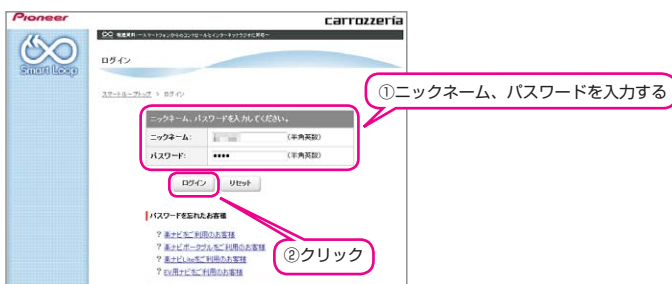 Pioneer
carrozzeria
Smart Loop
ログイン
スマートループトップ > ログイン
①ニックネーム、パスワードを入力する
ニックネーム、パスワードを入力してください。
ニックネーム:
(半角英数)
パスワード: ••••
(半角英数)
ログイン
リセット
パスワードを忘れたお客様
? 楽ナビをご利用のお客様
? 楽ナビポータブルをご利用のお客様
? 楽ナビLiteをご利用のお客様
? EV用ナビをご利用のお客様
②クリック